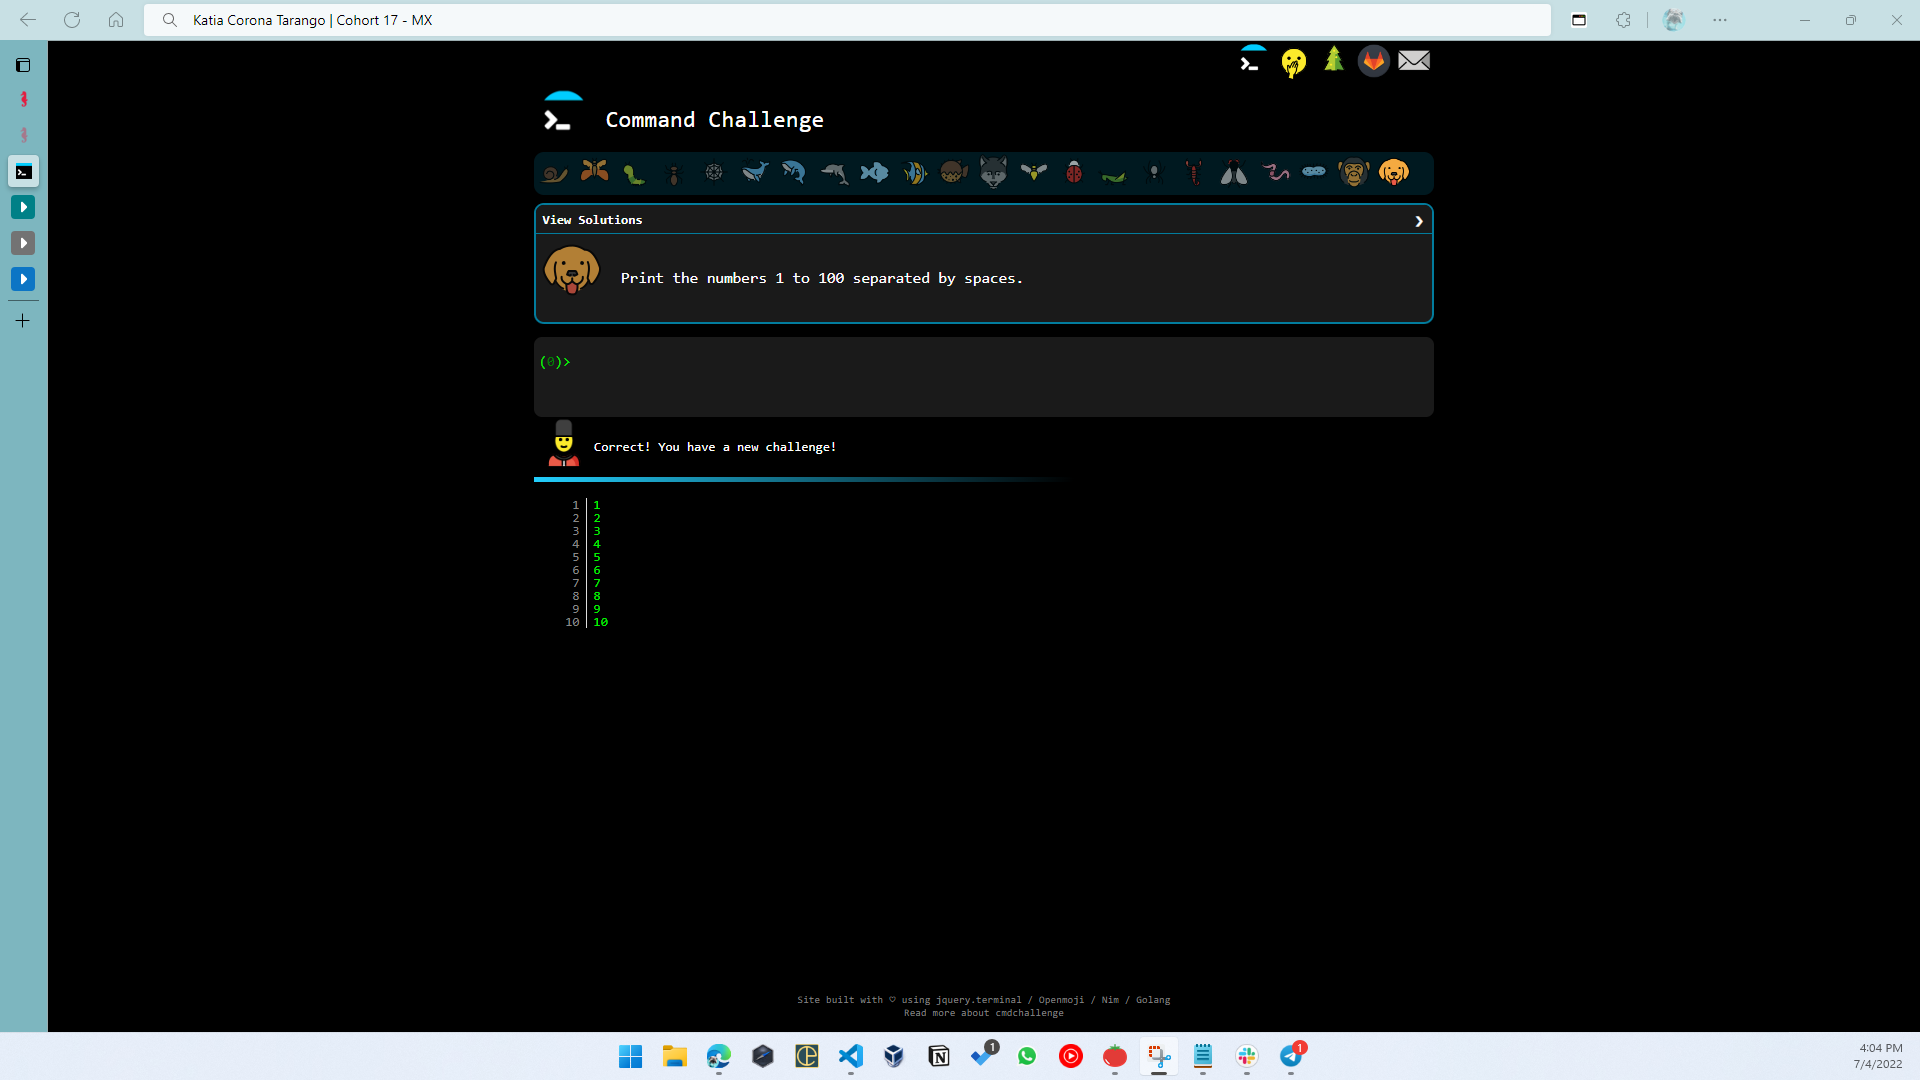 Katia Corona Tarango | Cohort 17 - MX
Command Challenge
View Solutions
Print the numbers 1 to 100 separated by spaces.
(0)>
Correct! You have a new challenge!
1 1
2 2
3 3
4 4
5 5
6 6
7 7
8 8
9 9
10 10
Site built with ♡ using jquery.terminal / Openmoji / Nim / Golang
Read more about cmdchallenge
1
1
4:04 PM
7/4/2022